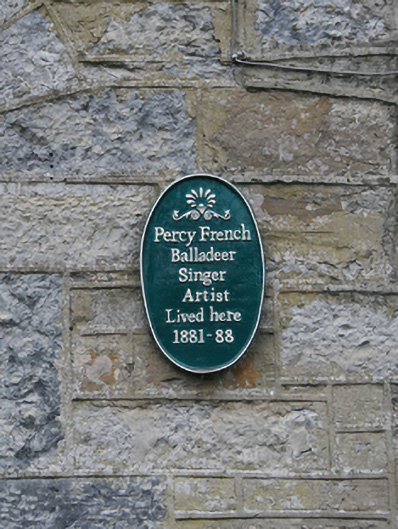 Percy French
Balladeer
Singer
Artist
Lived here
1881-88